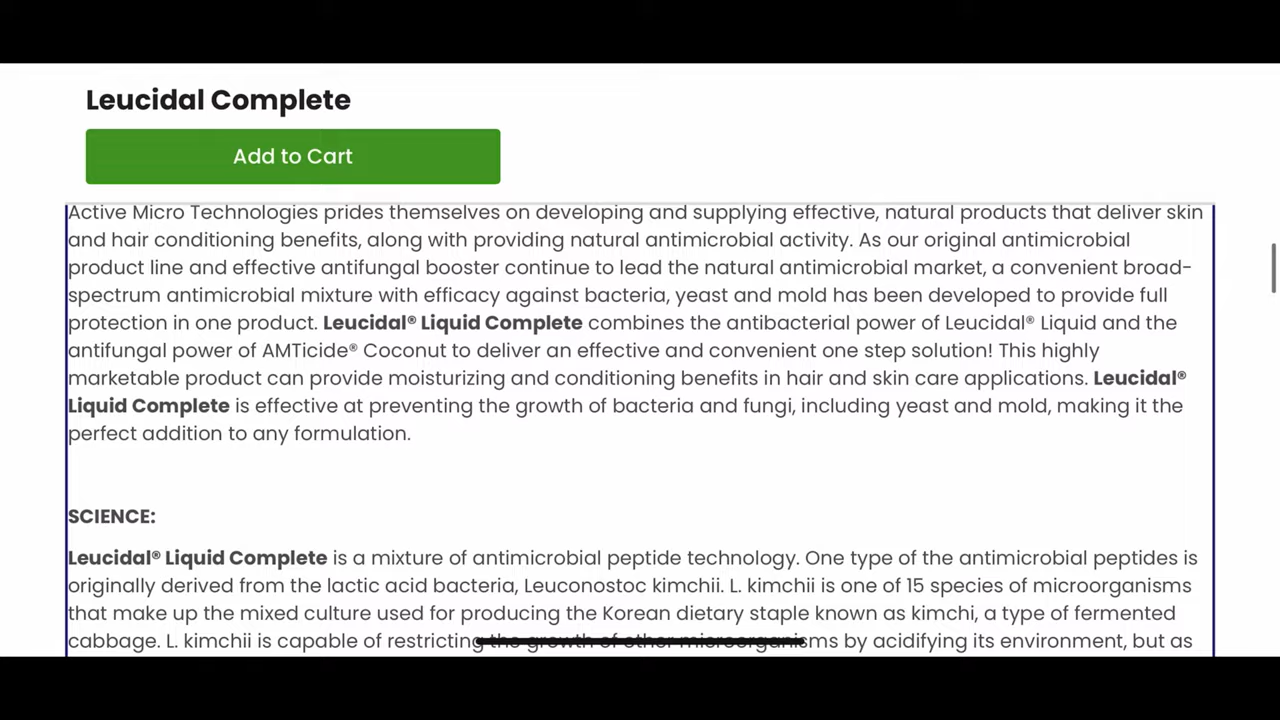 Leucidal Complete
Add to Cart
Active Micro Technologies prides themselves on developing and supplying effective, natural products that deliver skin
and hair conditioning benefits, along with providing natural antimicrobial activity. As our original antimicrobial
product line and effective antifungal booster continue to lead the natural antimicrobial market, a convenient broad-
spectrum antimicrobial mixture with efficacy against bacteria, yeast and mold has been developed to provide full
protection in one product. Leucidal® Liquid Complete combines the antibacterial power of Leucidal® Liquid and the
antifungal power of AMTicide® Coconut to deliver an effective and convenient one step solution! This highly
marketable product can provide moisturizing and conditioning benefits in hair and skin care applications. Leucidal®
Liquid Complete is effective at preventing the growth of bacteria and fungi, including yeast and mold, making it the
perfect addition to any formulation.
SCIENCE:
Leucidal® Liquid Complete is a mixture of antimicrobial peptide technology. One type of the antimicrobial peptides is
originally derived from the lactic acid bacteria, Leuconostoc kimchii. L. kimchii is one of 15 species of microorganisms
that make up the mixed culture used for producing the Korean dietary staple known as kimchi, a type of fermented
cabbage. L. kimchii is capable of restricting the growth of other microorganisms by acidifying its environment, but as